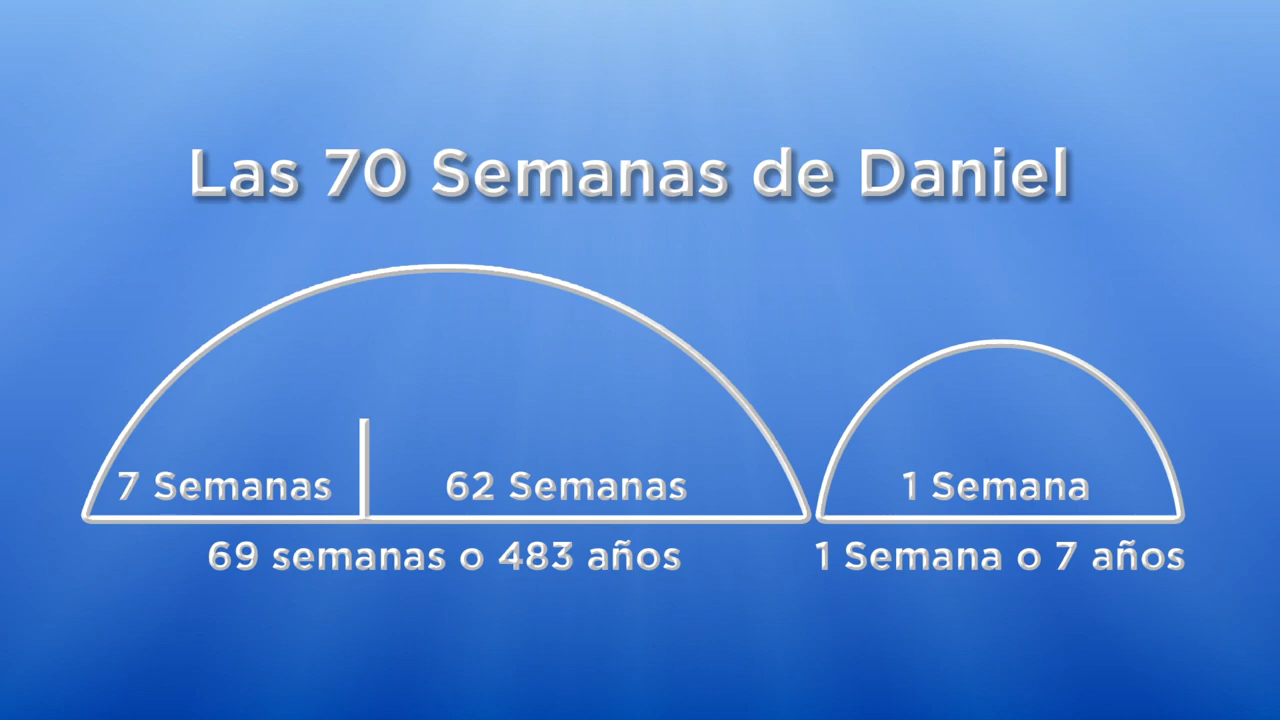 Las 70 Semanas de Daniel
7 Semanas
62 Semanas
1 Semana
69 semanas o 483 años
1 Semana o 7 años